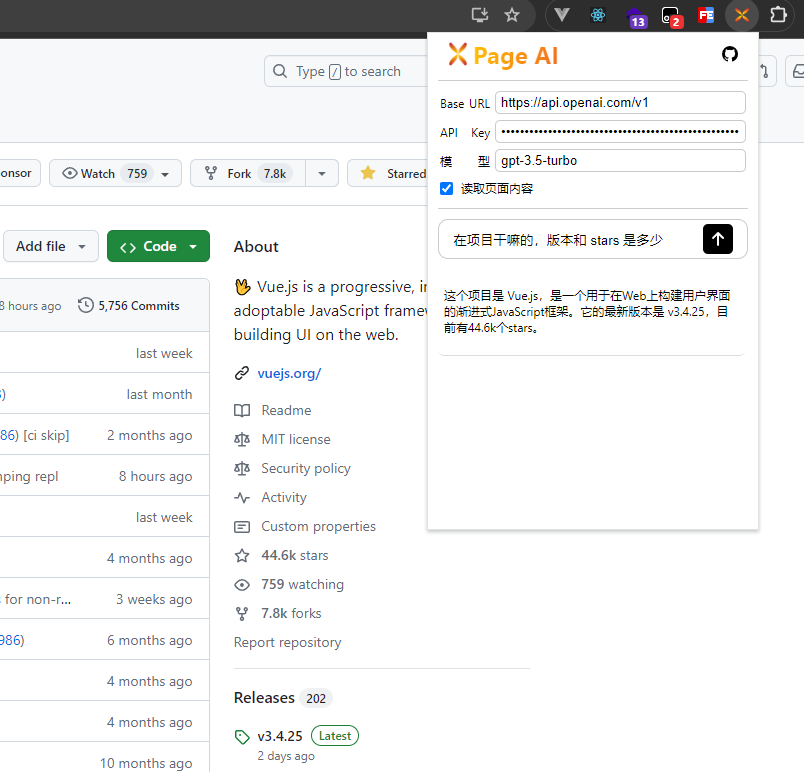 13
2
FE
Type / to search
Page AI
Base URL
https://api.openai.com/v1
API Key
••••••••••••••••••••••••••••••••••••••••••••••••••
模 型
gpt-3.5-turbo
读取页面内容
在项目干嘛的，版本和 stars 是多少
这个项目是 Vue.js，是一个用于在Web上构建用户界面
的渐进式JavaScript框架。它的最新版本是 v3.4.25，目
前有44.6k个stars。
onsor
Watch 759
Fork 7.8k
Starred
Add file
Code
8 hours ago
5,756 Commits
last week
last month
86) [ci skip]
2 months ago
ping repl
8 hours ago
last week
4 months ago
s for non-r...
3 weeks ago
986)
6 months ago
4 months ago
4 months ago
10 months ago
About
🖖 Vue.js is a progressive, in
adoptable JavaScript framew
building UI on the web.
vuejs.org/
Readme
MIT license
Security policy
Activity
Custom properties
44.6k stars
759 watching
7.8k forks
Report repository
Releases 202
v3.4.25 Latest
2 days ago